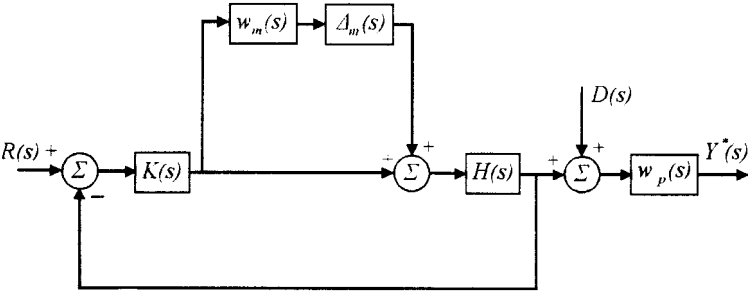 w_m(s)
Δ_m(s)
D(s)
R(s) +
Σ
K(s)
+
+
Σ
H(s)
+
+
Σ
w_p(s)
Y*(s)
−